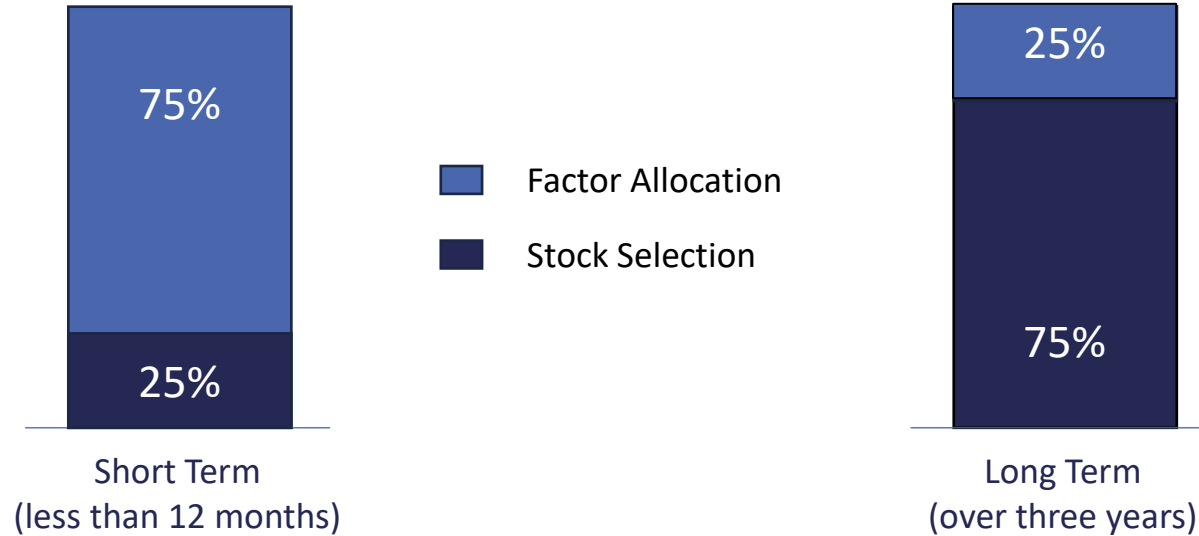 75%
25%
Short Term
(less than 12 months)
Factor Allocation
Stock Selection
25%
75%
Long Term
(over three years)